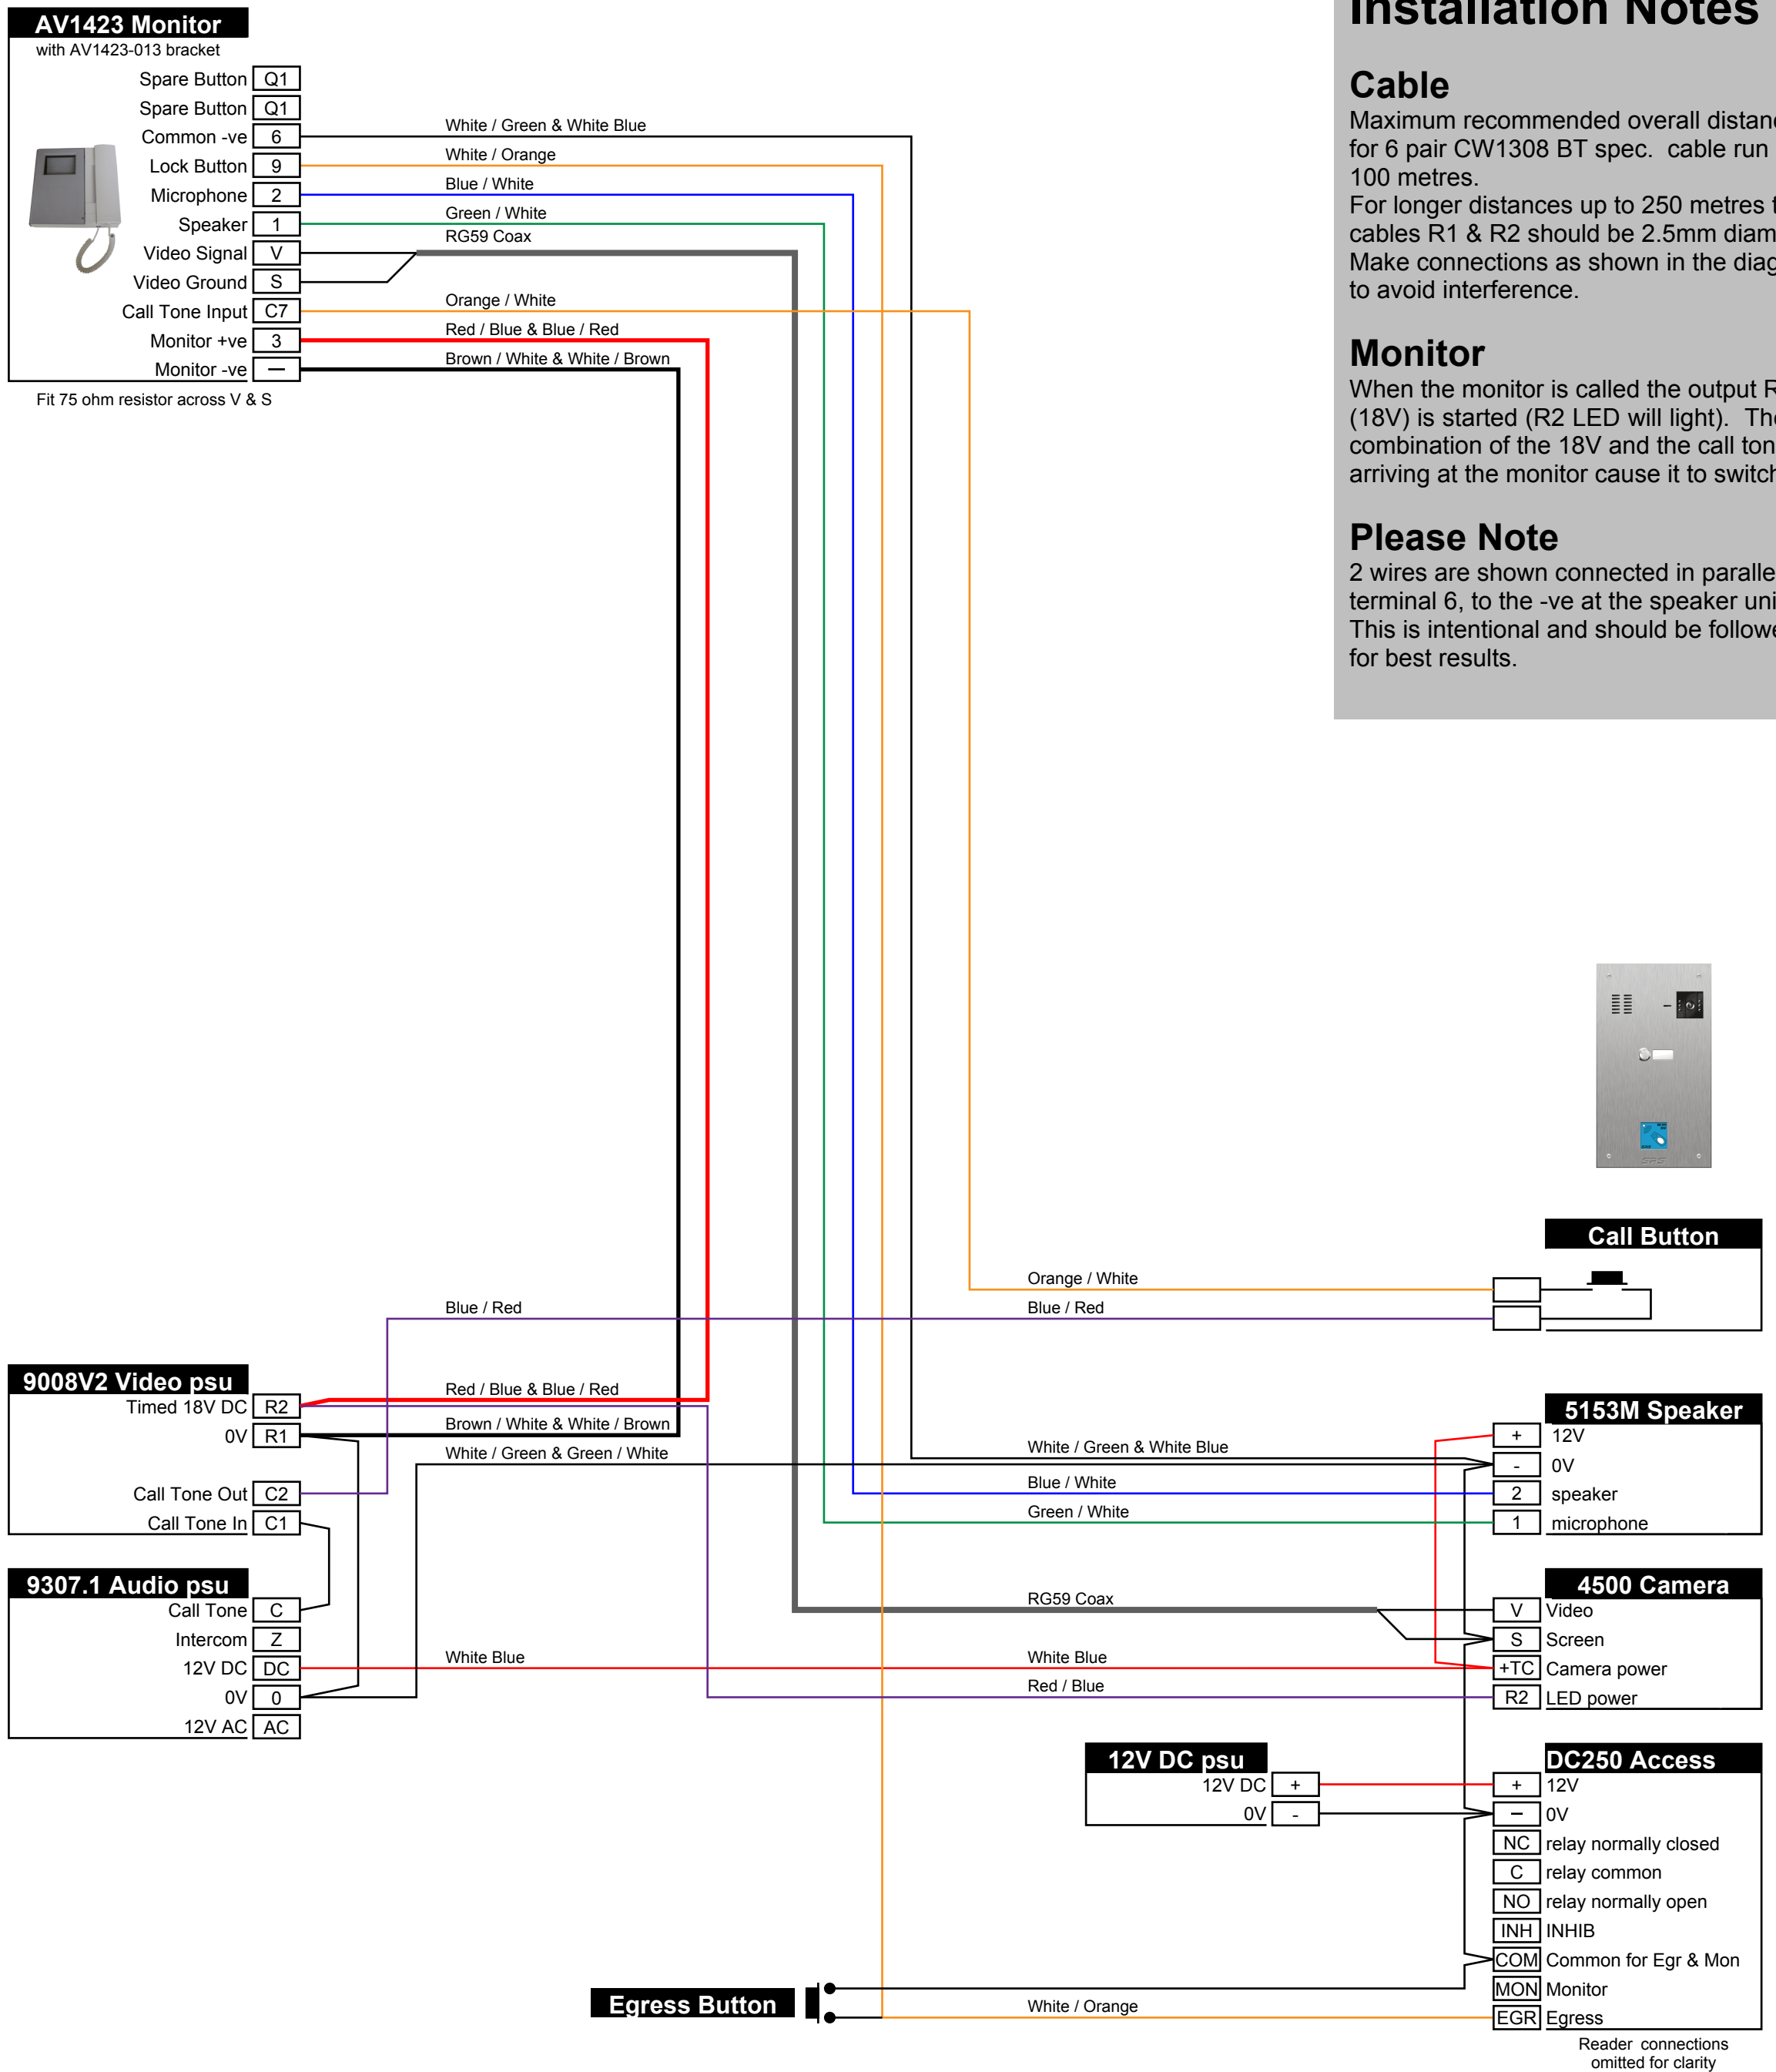 AV1423 Monitor
with AV1423-013 bracket
Spare Button Q1
Spare Button Q1
Common -ve 6
Lock Button 9
Microphone 2
Speaker 1
Video Signal V
Video Ground S
Call Tone Input C7
Monitor +ve 3
Monitor -ve —
Fit 75 ohm resistor across V & S
White / Green & White Blue
White / Orange
Blue / White
Green / White
RG59 Coax
Orange / White
Red / Blue & Blue / Red
Brown / White & White / Brown
Installation Notes
Cable
Maximum recommended overall
for 6 pair CW1308 BT spec. cable run
100 metres.
For longer distances up to 250 metres
cables R1 & R2 should be 2.5mm
Make connections as shown in the
to avoid interference.
Monitor
When the monitor is called the output
(18V) is started (R2 LED will light).
combination of the 18V and the call
arriving at the monitor cause it to
Please Note
2 wires are shown connected in
terminal 6, to the -ve at the speaker
This is intentional and should be
for best results.
Call Button
Orange / White
Blue / Red
Blue / Red
9008V2 Video psu
Timed 18V DC R2
0V R1
Call Tone Out C2
Call Tone In C1
Red / Blue & Blue / Red
Brown / White & White / Brown
White / Green & Green / White
5153M Speaker
+ 12V
- 0V
2 speaker
1 microphone
White / Green & White Blue
Blue / White
Green / White
9307.1 Audio psu
Call Tone C
Intercom Z
12V DC DC
0V 0
12V AC AC
White Blue
4500 Camera
V Video
S Screen
+TC Camera power
R2 LED power
RG59 Coax
White Blue
Red / Blue
12V DC psu
12V DC +
0V -
DC250 Access
+ 12V
— 0V
NC relay normally closed
C relay common
NO relay normally open
INH INHIB
COM Common for Egr & Mon
MON Monitor
EGR Egress
Egress Button
White / Orange
Reader connections
omitted for clarity